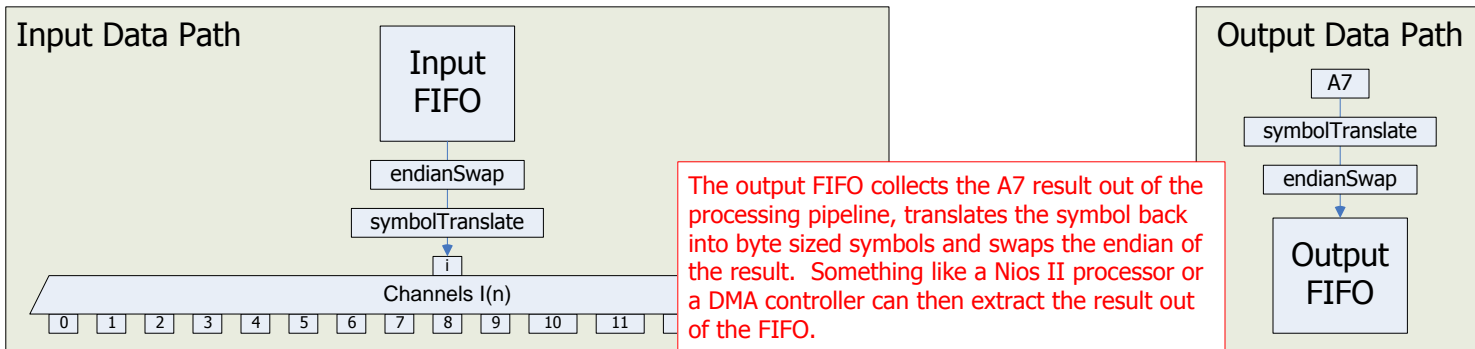 Input Data Path
Input
FIFO
endianSwap
symbolTranslate
i
Channels I(n)
0 1 2 3 4 5 6 7 8 9 10 11
The output FIFO collects the A7 result out of the
processing pipeline, translates the symbol back
into byte sized symbols and swaps the endian of
the result.  Something like a Nios II processor or
a DMA controller can then extract the result out
of the FIFO.
Output Data Path
A7
symbolTranslate
endianSwap
Output
FIFO